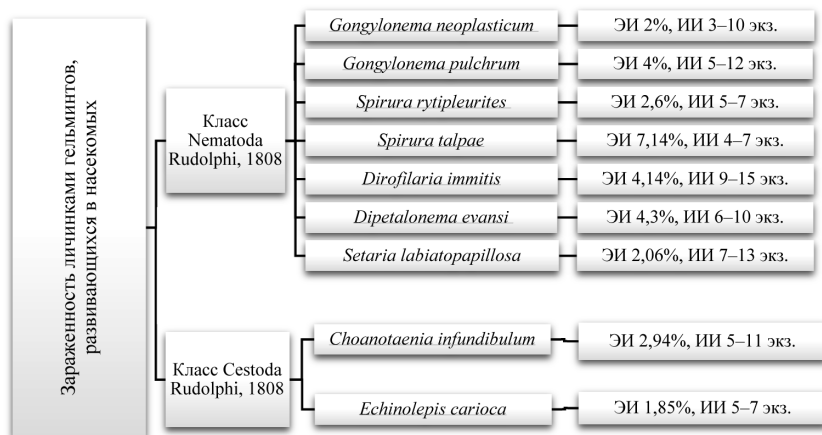 Зараженность личинками гельминтов,
развивающихся в насекомых
Класс
Nematoda
Rudolphi, 1808
Gongylonema neoplasticum
ЭИ 2%, ИИ 3–10 экз.
Gongylonema pulchrum
ЭИ 4%, ИИ 5–12 экз.
Spirura rytipleurites
ЭИ 2,6%, ИИ 5–7 экз.
Spirura talpae
ЭИ 7,14%, ИИ 4–7 экз.
Dirofilaria immitis
ЭИ 4,14%, ИИ 9–15 экз.
Dipetalonema evansi
ЭИ 4,3%, ИИ 6–10 экз.
Setaria labiatopapillosa
ЭИ 2,06%, ИИ 7–13 экз.
Класс Cestoda
Rudolphi, 1808
Choanotaenia infundibulum
ЭИ 2,94%, ИИ 5–11 экз.
Echinolepis carioca
ЭИ 1,85%, ИИ 5–7 экз.